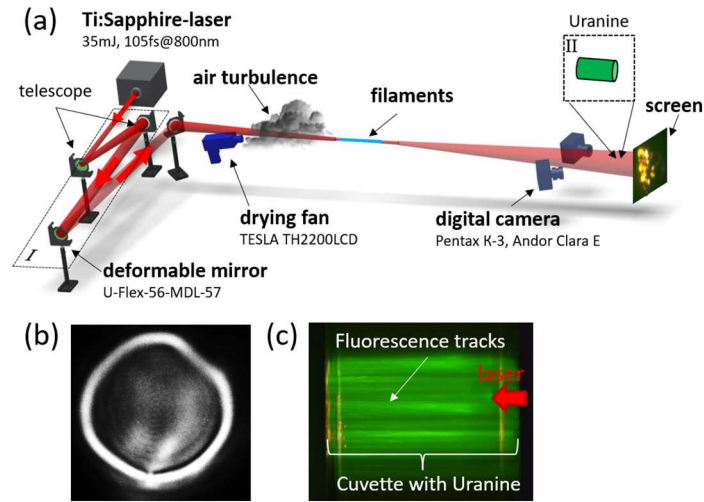 (a)
Ti:Sapphire-laser
35mJ, 105fs@800nm
Uranine
II
air turbulence
telescope
filaments
screen
drying fan
TESLA TH2200LCD
digital camera
Pentax K-3, Andor Clara E
I
deformable mirror
U-Flex-56-MDL-57
(b)
(c)
Fluorescence tracks
laser
Cuvette with Uranine